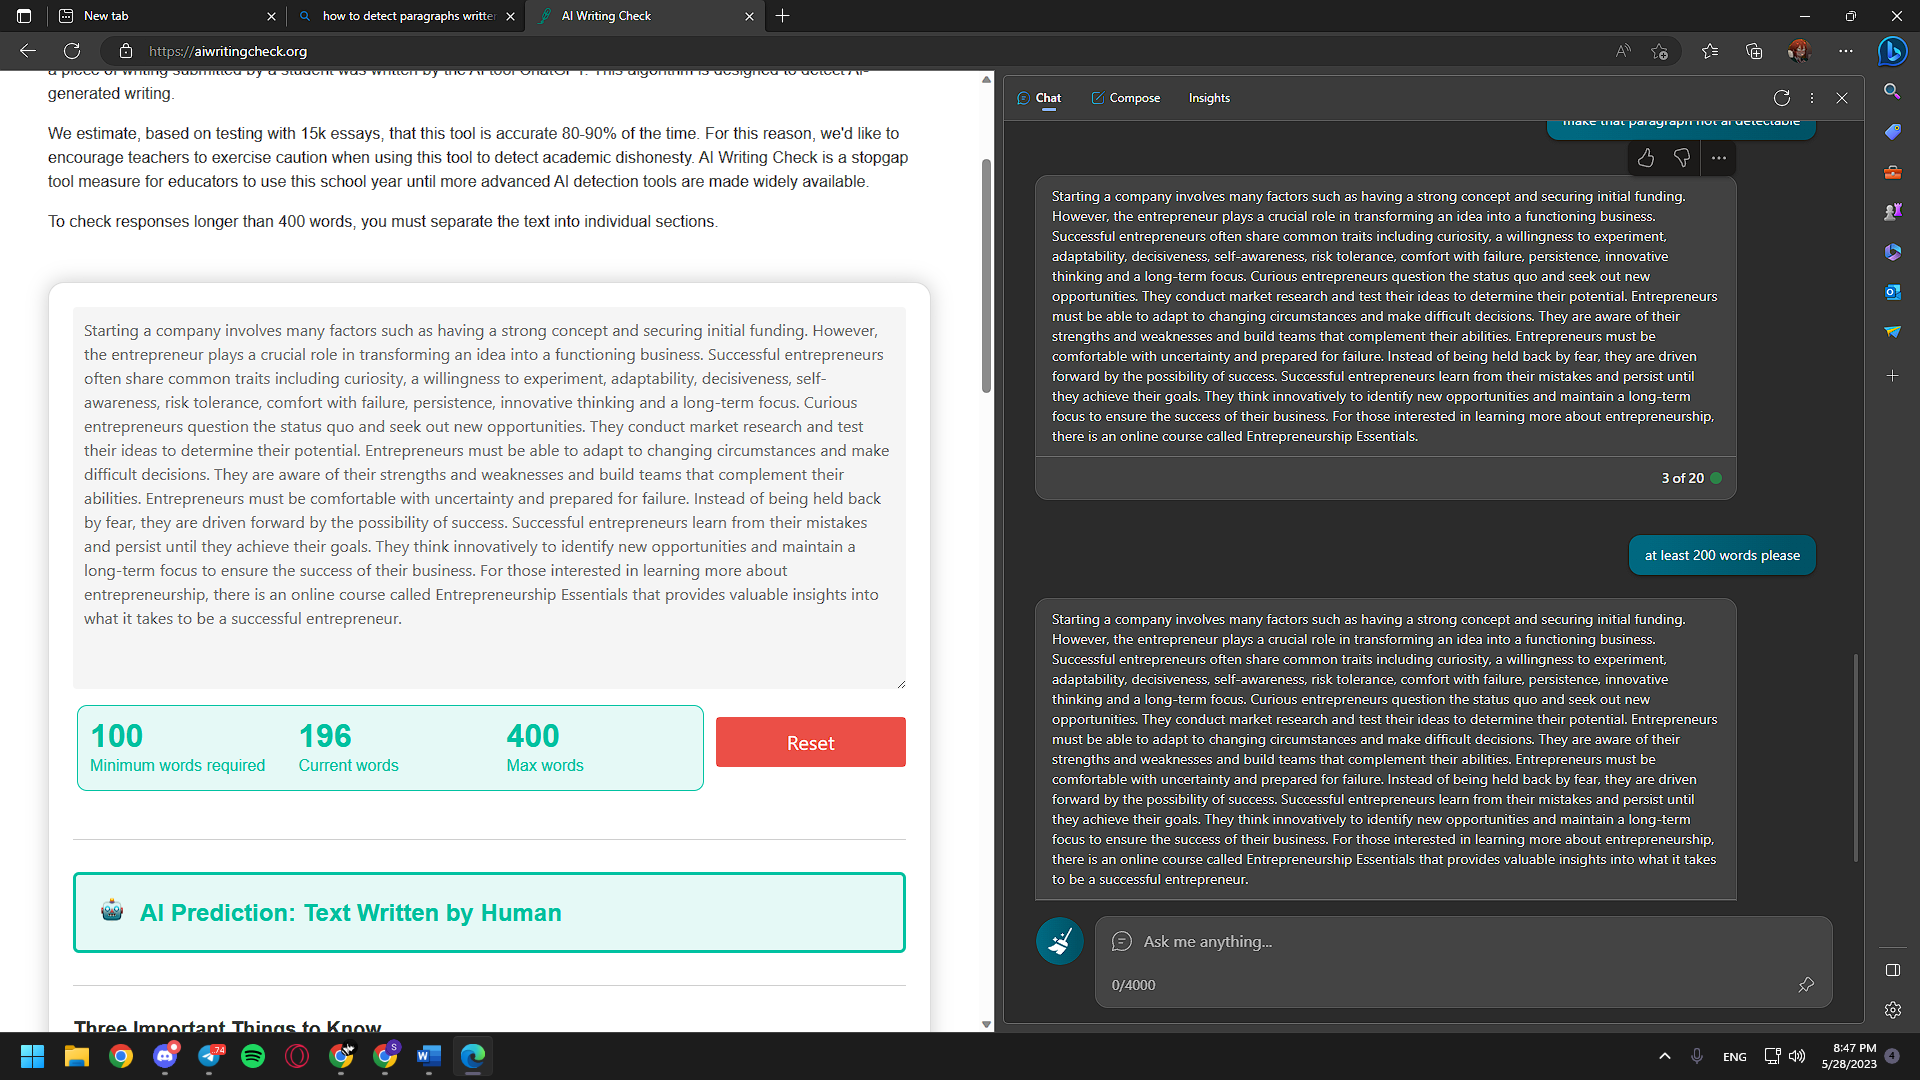 New tab
how to detect paragraphs writte
AI Writing Check
https://aiwritingcheck.org
a piece of writing submitted by a student was written by the AI tool ChatGPT. This algorithm is designed to detect AI-
generated writing.
We estimate, based on testing with 15k essays, that this tool is accurate 80-90% of the time. For this reason, we'd like to
encourage teachers to exercise caution when using this tool to detect academic dishonesty. AI Writing Check is a stopgap
tool measure for educators to use this school year until more advanced AI detection tools are made widely available.
To check responses longer than 400 words, you must separate the text into individual sections.
Starting a company involves many factors such as having a strong concept and securing initial funding. However,
the entrepreneur plays a crucial role in transforming an idea into a functioning business. Successful entrepreneurs
often share common traits including curiosity, a willingness to experiment, adaptability, decisiveness, self-
awareness, risk tolerance, comfort with failure, persistence, innovative thinking and a long-term focus. Curious
entrepreneurs question the status quo and seek out new opportunities. They conduct market research and test
their ideas to determine their potential. Entrepreneurs must be able to adapt to changing circumstances and make
difficult decisions. They are aware of their strengths and weaknesses and build teams that complement their
abilities. Entrepreneurs must be comfortable with uncertainty and prepared for failure. Instead of being held back
by fear, they are driven forward by the possibility of success. Successful entrepreneurs learn from their mistakes
and persist until they achieve their goals. They think innovatively to identify new opportunities and maintain a
long-term focus to ensure the success of their business. For those interested in learning more about
entrepreneurship, there is an online course called Entrepreneurship Essentials that provides valuable insights into
what it takes to be a successful entrepreneur.
100
Minimum words required
196
Current words
400
Max words
Reset
AI Prediction: Text Written by Human
Three Important Things to Know
Chat
Compose
Insights
make that paragraph not ai detectable
Starting a company involves many factors such as having a strong concept and securing initial funding.
However, the entrepreneur plays a crucial role in transforming an idea into a functioning business.
Successful entrepreneurs often share common traits including curiosity, a willingness to experiment,
adaptability, decisiveness, self-awareness, risk tolerance, comfort with failure, persistence, innovative
thinking and a long-term focus. Curious entrepreneurs question the status quo and seek out new
opportunities. They conduct market research and test their ideas to determine their potential. Entrepreneurs
must be able to adapt to changing circumstances and make difficult decisions. They are aware of their
strengths and weaknesses and build teams that complement their abilities. Entrepreneurs must be
comfortable with uncertainty and prepared for failure. Instead of being held back by fear, they are driven
forward by the possibility of success. Successful entrepreneurs learn from their mistakes and persist until
they achieve their goals. They think innovatively to identify new opportunities and maintain a long-term
focus to ensure the success of their business. For those interested in learning more about entrepreneurship,
there is an online course called Entrepreneurship Essentials.
3 of 20
at least 200 words please
Starting a company involves many factors such as having a strong concept and securing initial funding.
However, the entrepreneur plays a crucial role in transforming an idea into a functioning business.
Successful entrepreneurs often share common traits including curiosity, a willingness to experiment,
adaptability, decisiveness, self-awareness, risk tolerance, comfort with failure, persistence, innovative
thinking and a long-term focus. Curious entrepreneurs question the status quo and seek out new
opportunities. They conduct market research and test their ideas to determine their potential. Entrepreneurs
must be able to adapt to changing circumstances and make difficult decisions. They are aware of their
strengths and weaknesses and build teams that complement their abilities. Entrepreneurs must be
comfortable with uncertainty and prepared for failure. Instead of being held back by fear, they are driven
forward by the possibility of success. Successful entrepreneurs learn from their mistakes and persist until
they achieve their goals. They think innovatively to identify new opportunities and maintain a long-term
focus to ensure the success of their business. For those interested in learning more about entrepreneurship,
there is an online course called Entrepreneurship Essentials that provides valuable insights into what it takes
to be a successful entrepreneur.
Ask me anything...
0/4000
74
S
ENG
8:47 PM
5/28/2023
4